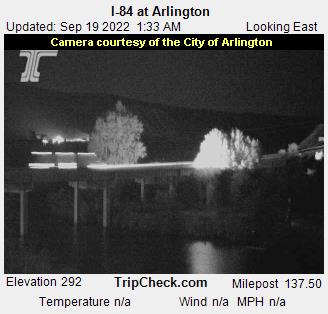 I-84 at Arlington
Updated: Sep 19 2022 1:33 AM Looking East
Camera courtesy of the City of Arlington
Elevation 292 TripCheck.com Milepost 137.50
Temperature n/a Wind n/a MPH n/a